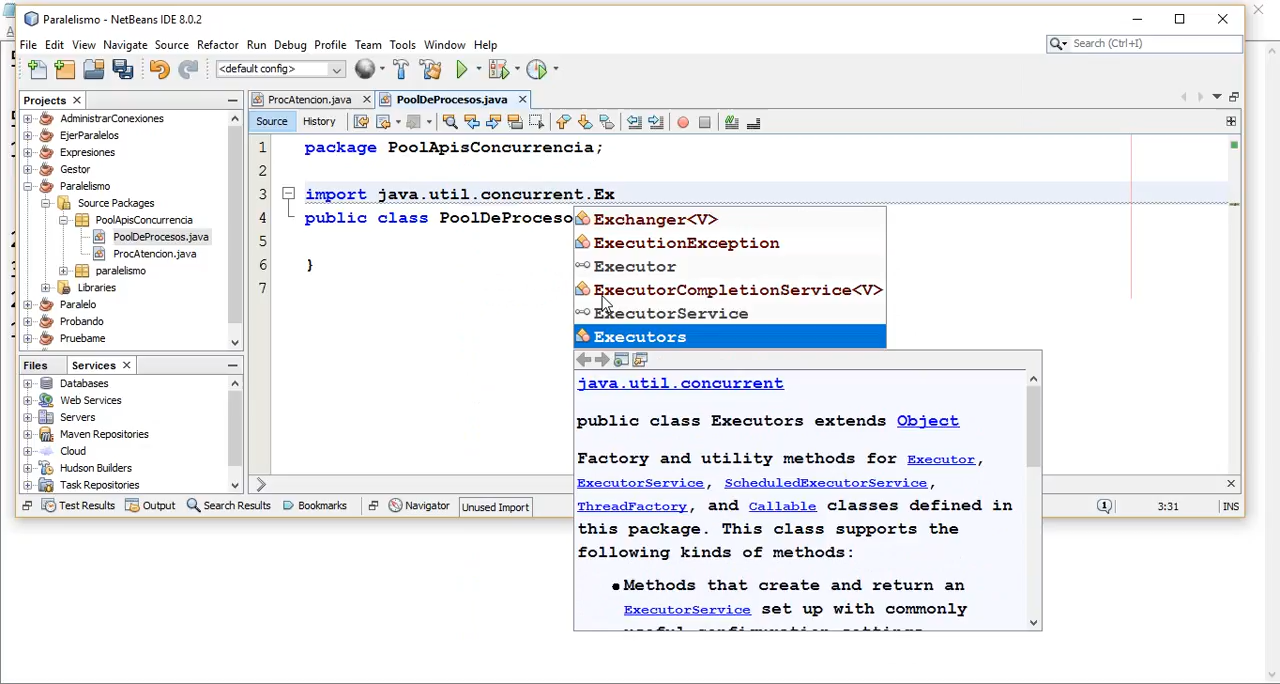 Paralelismo - NetBeans IDE 8.0.2
File Edit View Navigate Source Refactor Run Debug Profile Team Tools Window Help
Search (Ctrl+I)
<default config>
Projects
ProcAtencion.java
PoolDeProcesos.java
AdministrarConexiones
EjerParalelos
Expresiones
Gestor
Paralelismo
Source Packages
PoolApisConcurrencia
PoolDeProcesos.java
ProcAtencion.java
paralelismo
Libraries
Paralelo
Probando
Pruebame
Files Services
Databases
Web Services
Servers
Maven Repositories
Cloud
Hudson Builders
Task Repositories
Source History
1 package PoolApisConcurrencia;
2
3 import java.util.concurrent.Ex
4 public class PoolDeProceso
5
6 }
7
Exchanger<V>
ExecutionException
Executor
ExecutorCompletionService<V>
ExecutorService
Executors
java.util.concurrent
public class Executors extends Object
Factory and utility methods for Executor,
ExecutorService, ScheduledExecutorService,
ThreadFactory, and Callable classes defined in
this package. This class supports the
following kinds of methods:
Methods that create and return an
ExecutorService set up with commonly
useful configuration settings.
Test Results Output Search Results Bookmarks Navigator Unused Import
1 3:31 INS